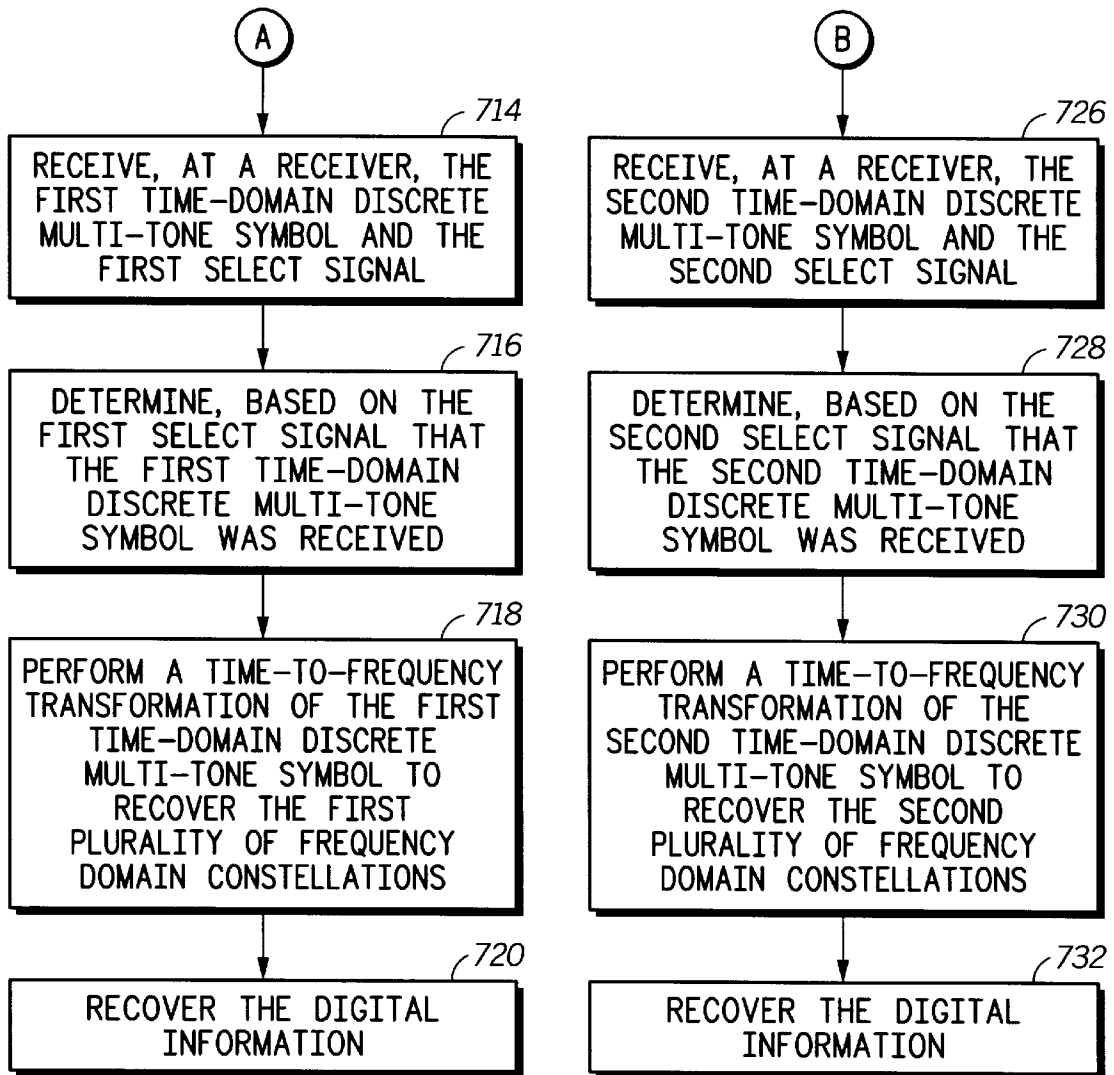 A
714
RECEIVE, AT A RECEIVER, THE
FIRST TIME-DOMAIN DISCRETE
MULTI-TONE SYMBOL AND THE
FIRST SELECT SIGNAL
716
DETERMINE, BASED ON THE
FIRST SELECT SIGNAL THAT
THE FIRST TIME-DOMAIN
DISCRETE MULTI-TONE
SYMBOL WAS RECEIVED
718
PERFORM A TIME-TO-FREQUENCY
TRANSFORMATION OF THE FIRST
TIME-DOMAIN DISCRETE
MULTI-TONE SYMBOL TO
RECOVER THE FIRST
PLURALITY OF FREQUENCY
DOMAIN CONSTELLATIONS
720
RECOVER THE DIGITAL
INFORMATION
B
726
RECEIVE, AT A RECEIVER, THE
SECOND TIME-DOMAIN DISCRETE
MULTI-TONE SYMBOL AND THE
SECOND SELECT SIGNAL
728
DETERMINE, BASED ON THE
SECOND SELECT SIGNAL THAT
THE SECOND TIME-DOMAIN
DISCRETE MULTI-TONE
SYMBOL WAS RECEIVED
730
PERFORM A TIME-TO-FREQUENCY
TRANSFORMATION OF THE
SECOND TIME-DOMAIN DISCRETE
MULTI-TONE SYMBOL TO
RECOVER THE SECOND
PLURALITY OF FREQUENCY
DOMAIN CONSTELLATIONS
732
RECOVER THE DIGITAL
INFORMATION